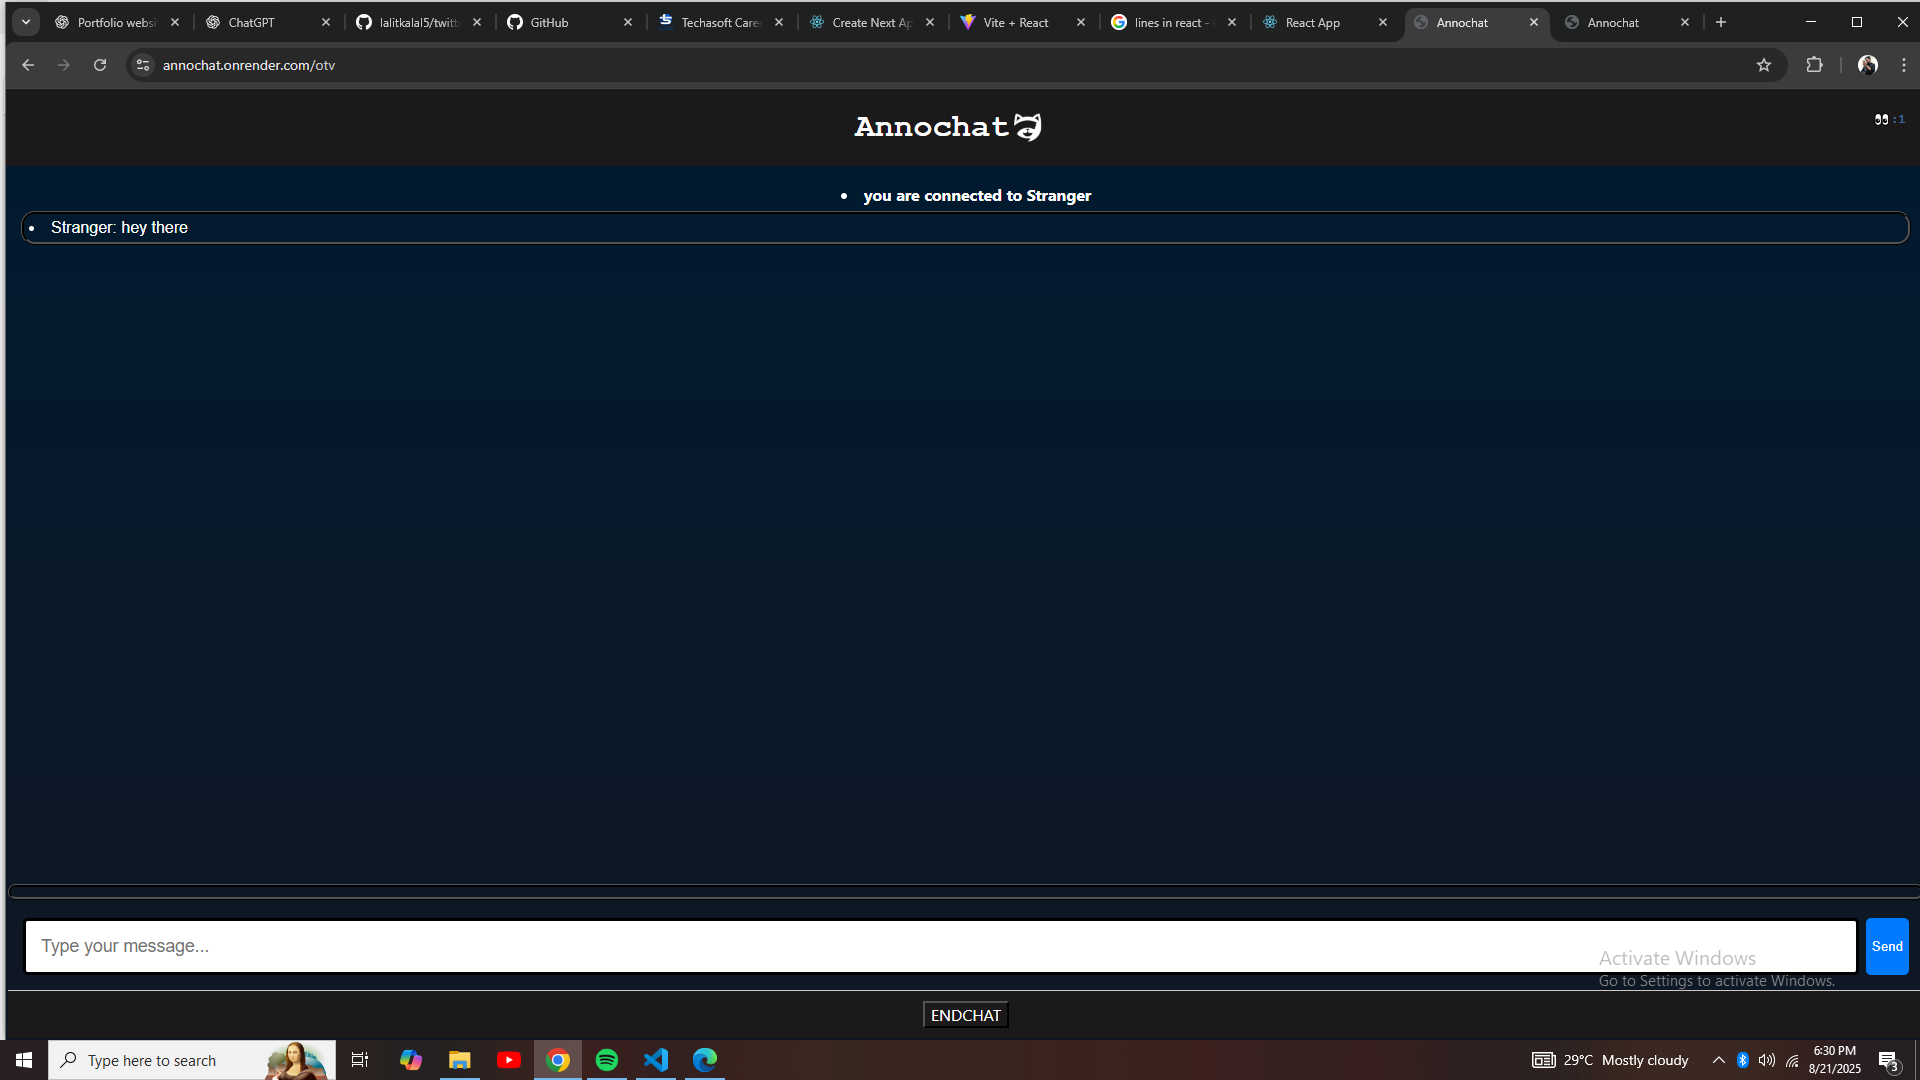 Portfolio websi
ChatGPT
lalitkalal5/twitt
GitHub
Techasoft Caree
Create Next Ap
Vite + React
lines in react - G
React App
Annochat
Annochat
annochat.onrender.com/otv
Annochat
:1
• you are connected to Stranger
• Stranger: hey there
Type your message...
Send
Activate Windows
Go to Settings to activate Windows.
ENDCHAT
Type here to search
29°C Mostly cloudy
6:30 PM
8/21/2025
3